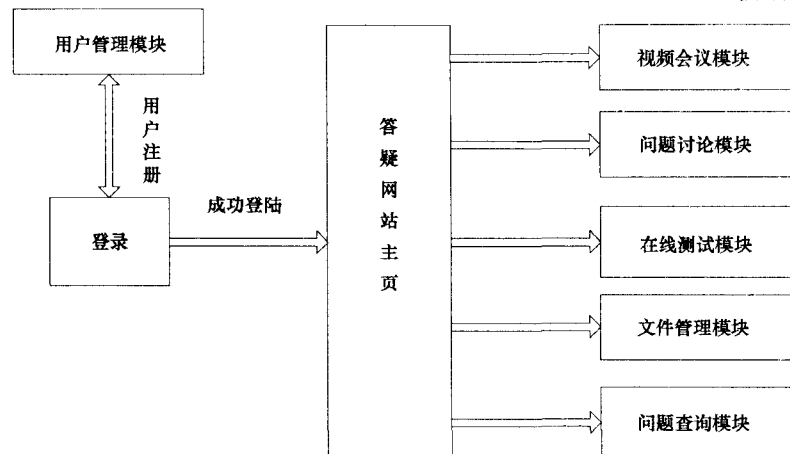 用户管理模块
用户注册
登录
成功登陆
答疑网站主页
视频会议模块
问题讨论模块
在线测试模块
文件管理模块
问题查询模块